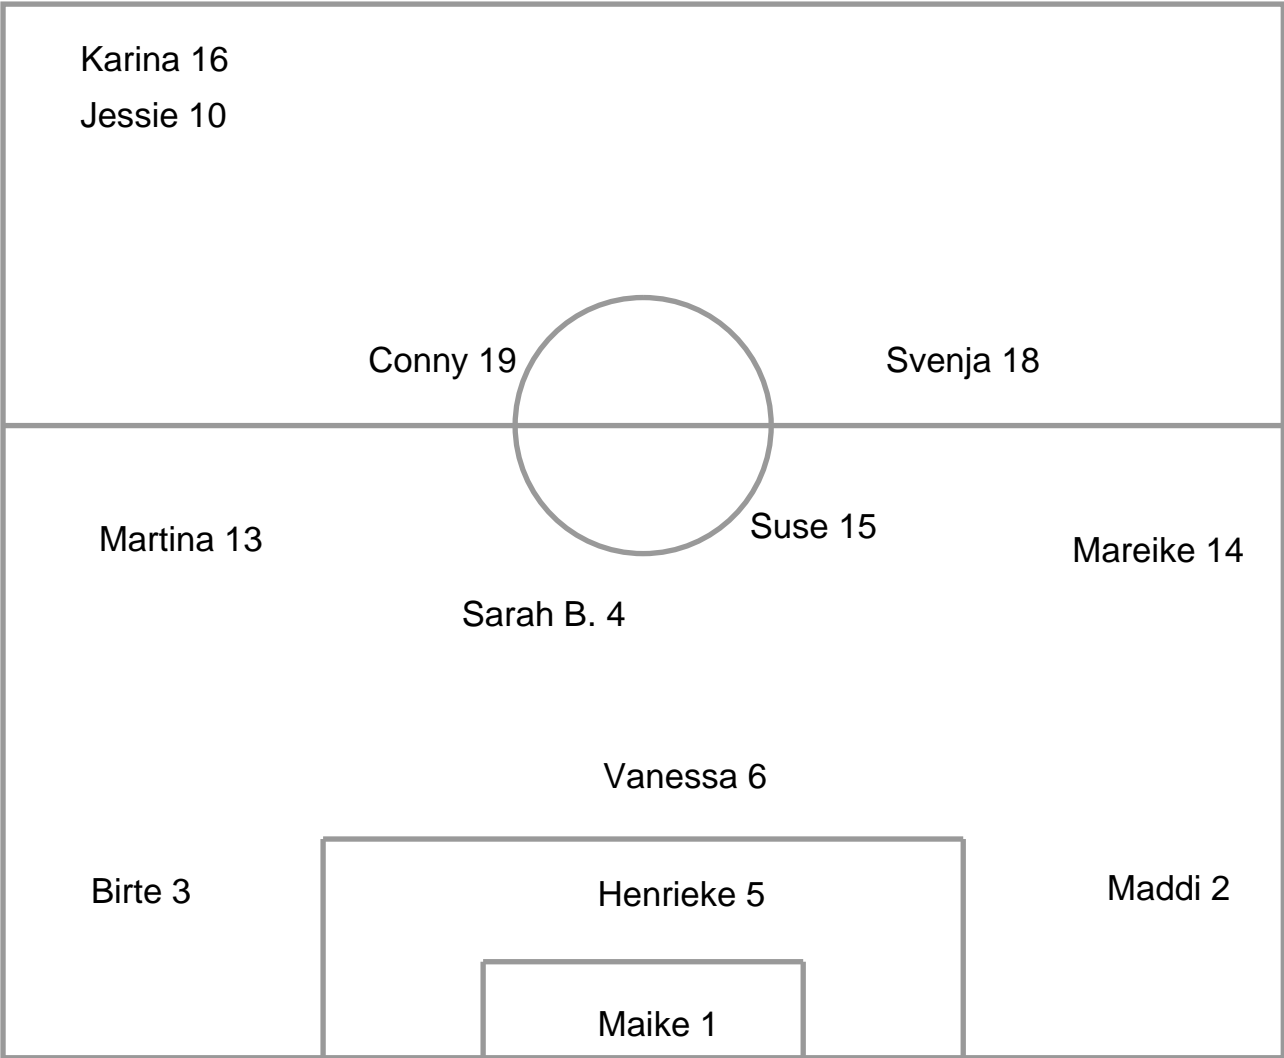 Karina 16
Jessie 10
Conny 19
Svenja 18
Martina 13
Suse 15
Mareike 14
Sarah B. 4
Vanessa 6
Birte 3
Henrieke 5
Maddi 2
Maike 1